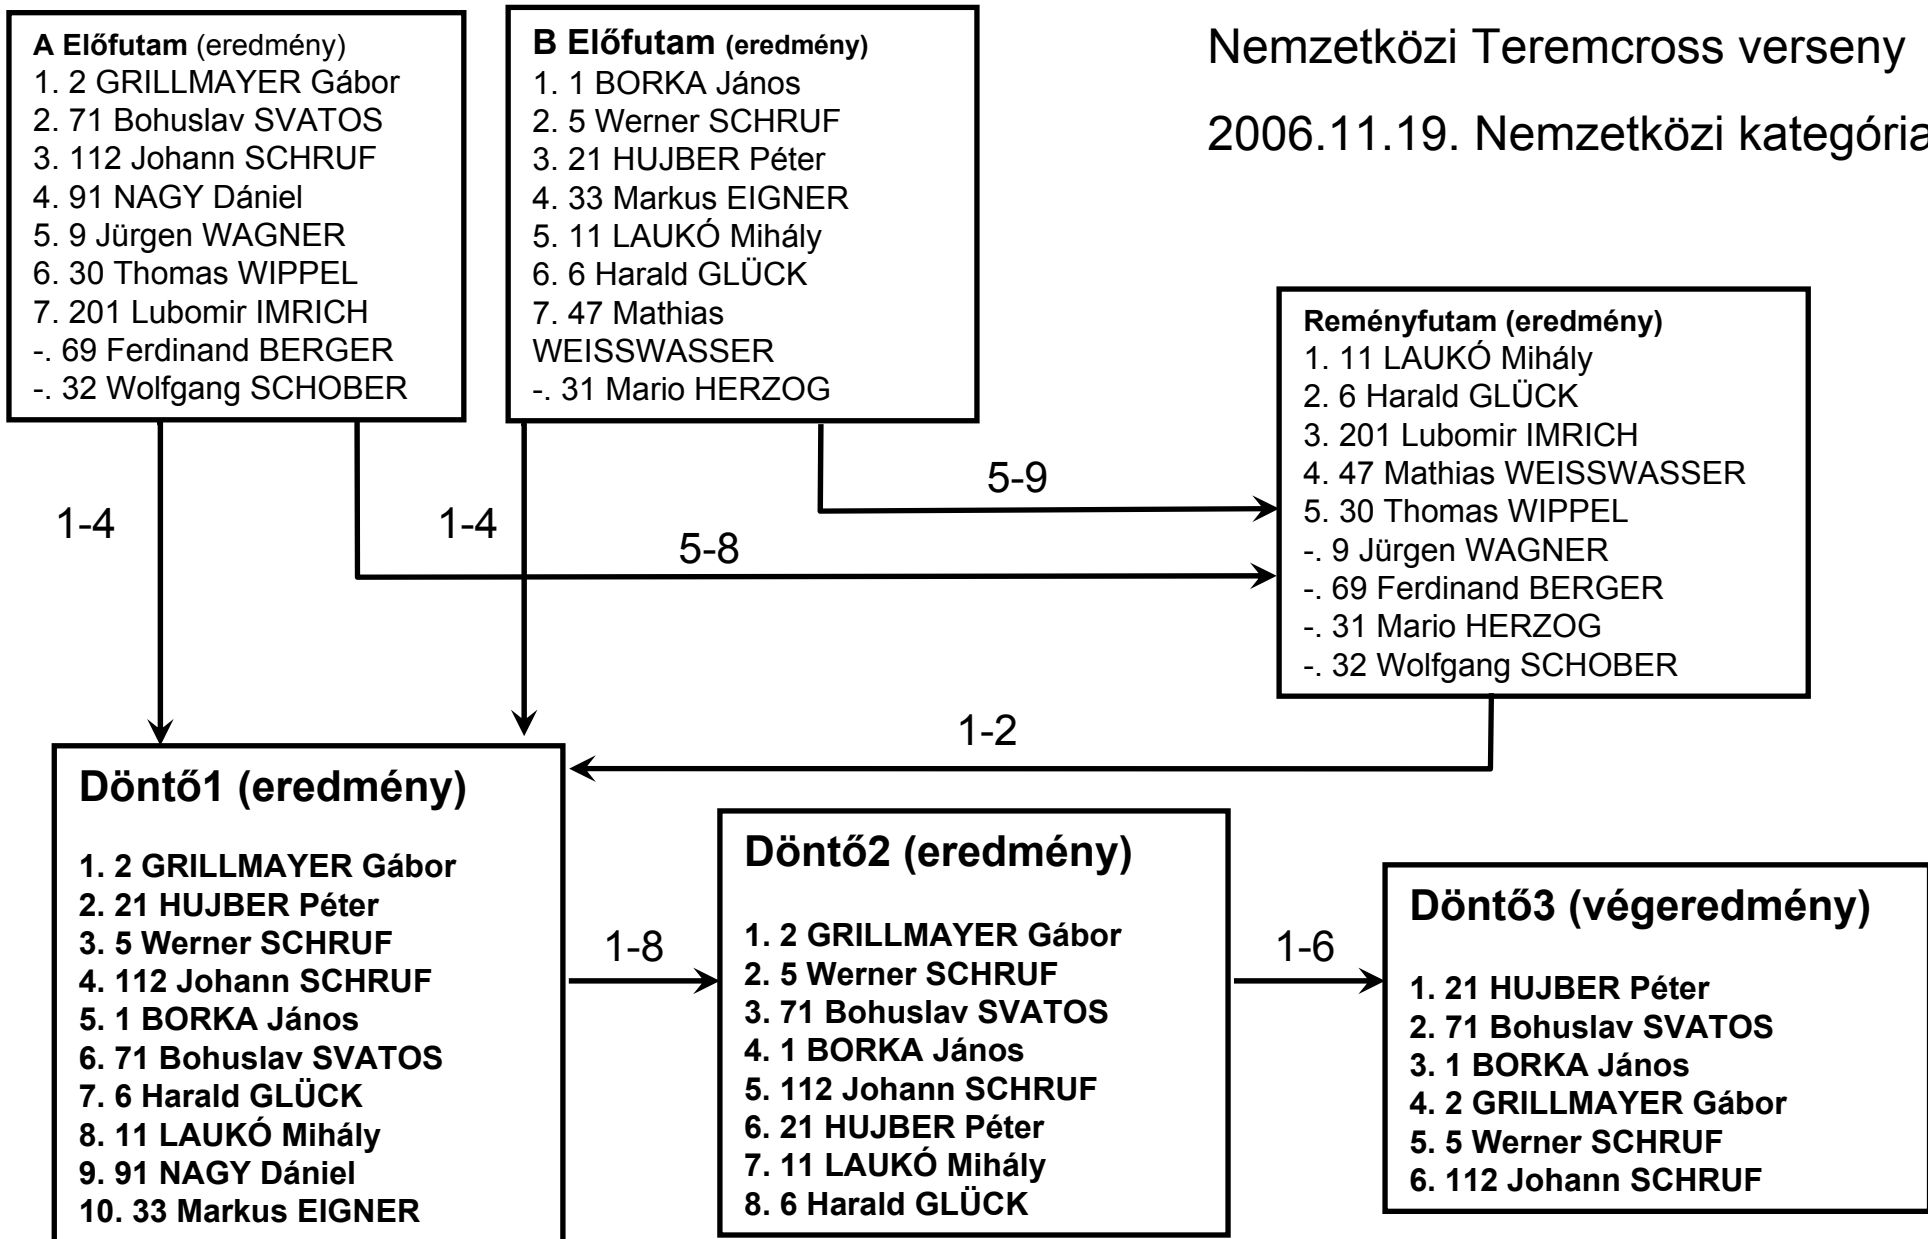 A Előfutam (eredmény)
1. 2 GRILLMAYER Gábor
2. 71 Bohuslav SVATOS
3. 112 Johann SCHRUF
4. 91 NAGY Dániel
5. 9 Jürgen WAGNER
6. 30 Thomas WIPPEL
7. 201 Lubomir IMRICH
-. 69 Ferdinand BERGER
-. 32 Wolfgang SCHOBER
B Előfutam (eredmény)
1. 1 BORKA János
2. 5 Werner SCHRUF
3. 21 HUJBER Péter
4. 33 Markus EIGNER
5. 11 LAUKÓ Mihály
6. 6 Harald GLÜCK
7. 47 Mathias
WEISSWASSER
-. 31 Mario HERZOG
Nemzetközi Teremcross verseny
2006.11.19. Nemzetközi kategória
Reményfutam (eredmény)
1. 11 LAUKÓ Mihály
2. 6 Harald GLÜCK
3. 201 Lubomir IMRICH
4. 47 Mathias WEISSWASSER
5. 30 Thomas WIPPEL
-. 9 Jürgen WAGNER
-. 69 Ferdinand BERGER
-. 31 Mario HERZOG
-. 32 Wolfgang SCHOBER
1-4
1-4
5-9
5-8
1-2
Döntő1 (eredmény)
1. 2 GRILLMAYER Gábor
2. 21 HUJBER Péter
3. 5 Werner SCHRUF
4. 112 Johann SCHRUF
5. 1 BORKA János
6. 71 Bohuslav SVATOS
7. 6 Harald GLÜCK
8. 11 LAUKÓ Mihály
9. 91 NAGY Dániel
10. 33 Markus EIGNER
1-8
Döntő2 (eredmény)
1. 2 GRILLMAYER Gábor
2. 5 Werner SCHRUF
3. 71 Bohuslav SVATOS
4. 1 BORKA János
5. 112 Johann SCHRUF
6. 21 HUJBER Péter
7. 11 LAUKÓ Mihály
8. 6 Harald GLÜCK
1-6
Döntő3 (végeredmény)
1. 21 HUJBER Péter
2. 71 Bohuslav SVATOS
3. 1 BORKA János
4. 2 GRILLMAYER Gábor
5. 5 Werner SCHRUF
6. 112 Johann SCHRUF